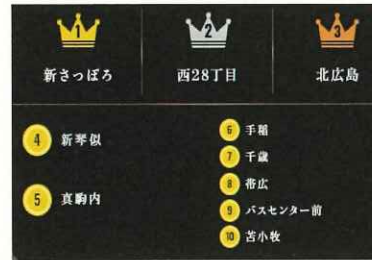 1
新さっぽろ
2
西28丁目
3
北広島
4 新琴似
5 真駒内
6 手稲
7 千歳
8 帯広
9 バスセンター前
10 苫小牧